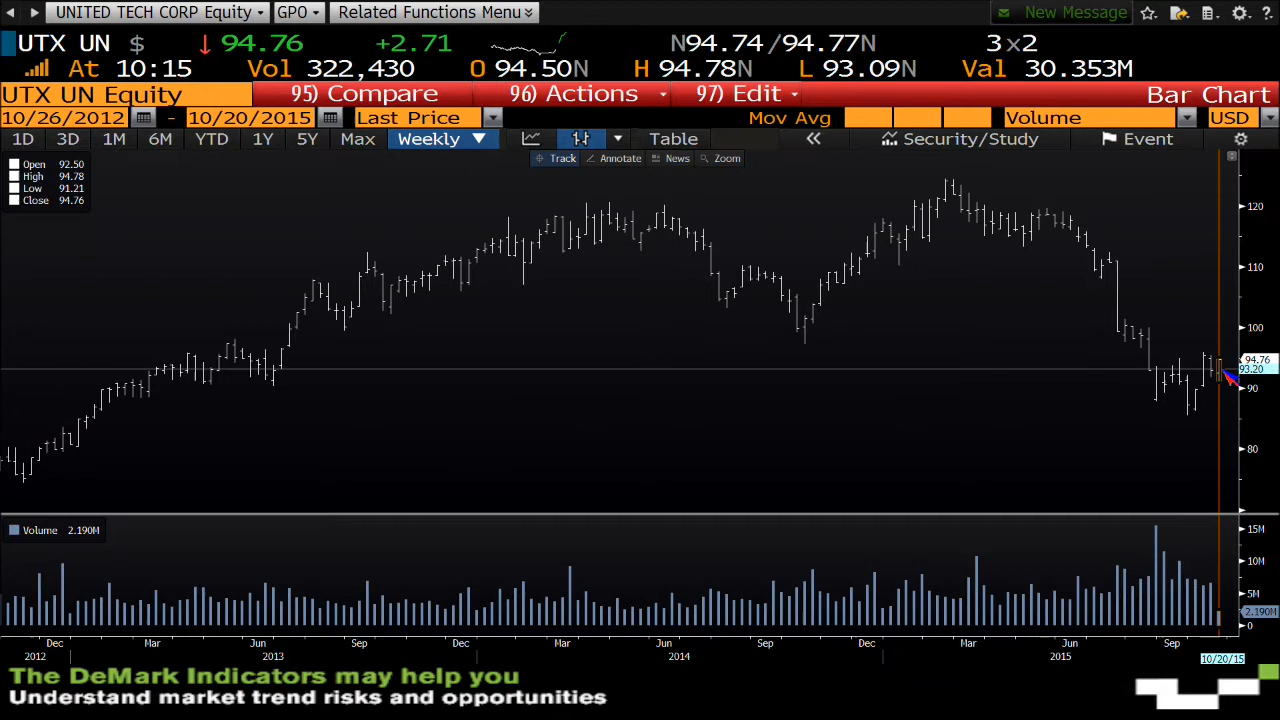 UNITED TECH CORP Equity GPO Related Functions Menu New Message
UTX UN $ ↓ 94.76 +2.71 N94.74/94.77N 3x2
At 10:15 Vol 322,430 O 94.50N H 94.78N L 93.09N Val 30.353M
UTX UN Equity 95) Compare 96) Actions 97) Edit Bar Chart
10/26/2012 - 10/20/2015 Last Price Mov Avg Volume USD
1D 3D 1M 6M YTD 1Y 5Y Max Weekly ▼ Table « Security/Study Event
Track Annotate News Zoom
Open 92.50
High 94.78
Low 91.21
Close 94.76
120
110
100
94.76
93.20
90
80
Volume 2.190M
15M
10M
5M
2.190M
0
Dec Mar Jun Sep Dec Mar Jun Sep Dec Mar Jun Sep
2012 2013 2014 2015 10/20/15
The DeMark Indicators may help you
Understand market trend risks and opportunities